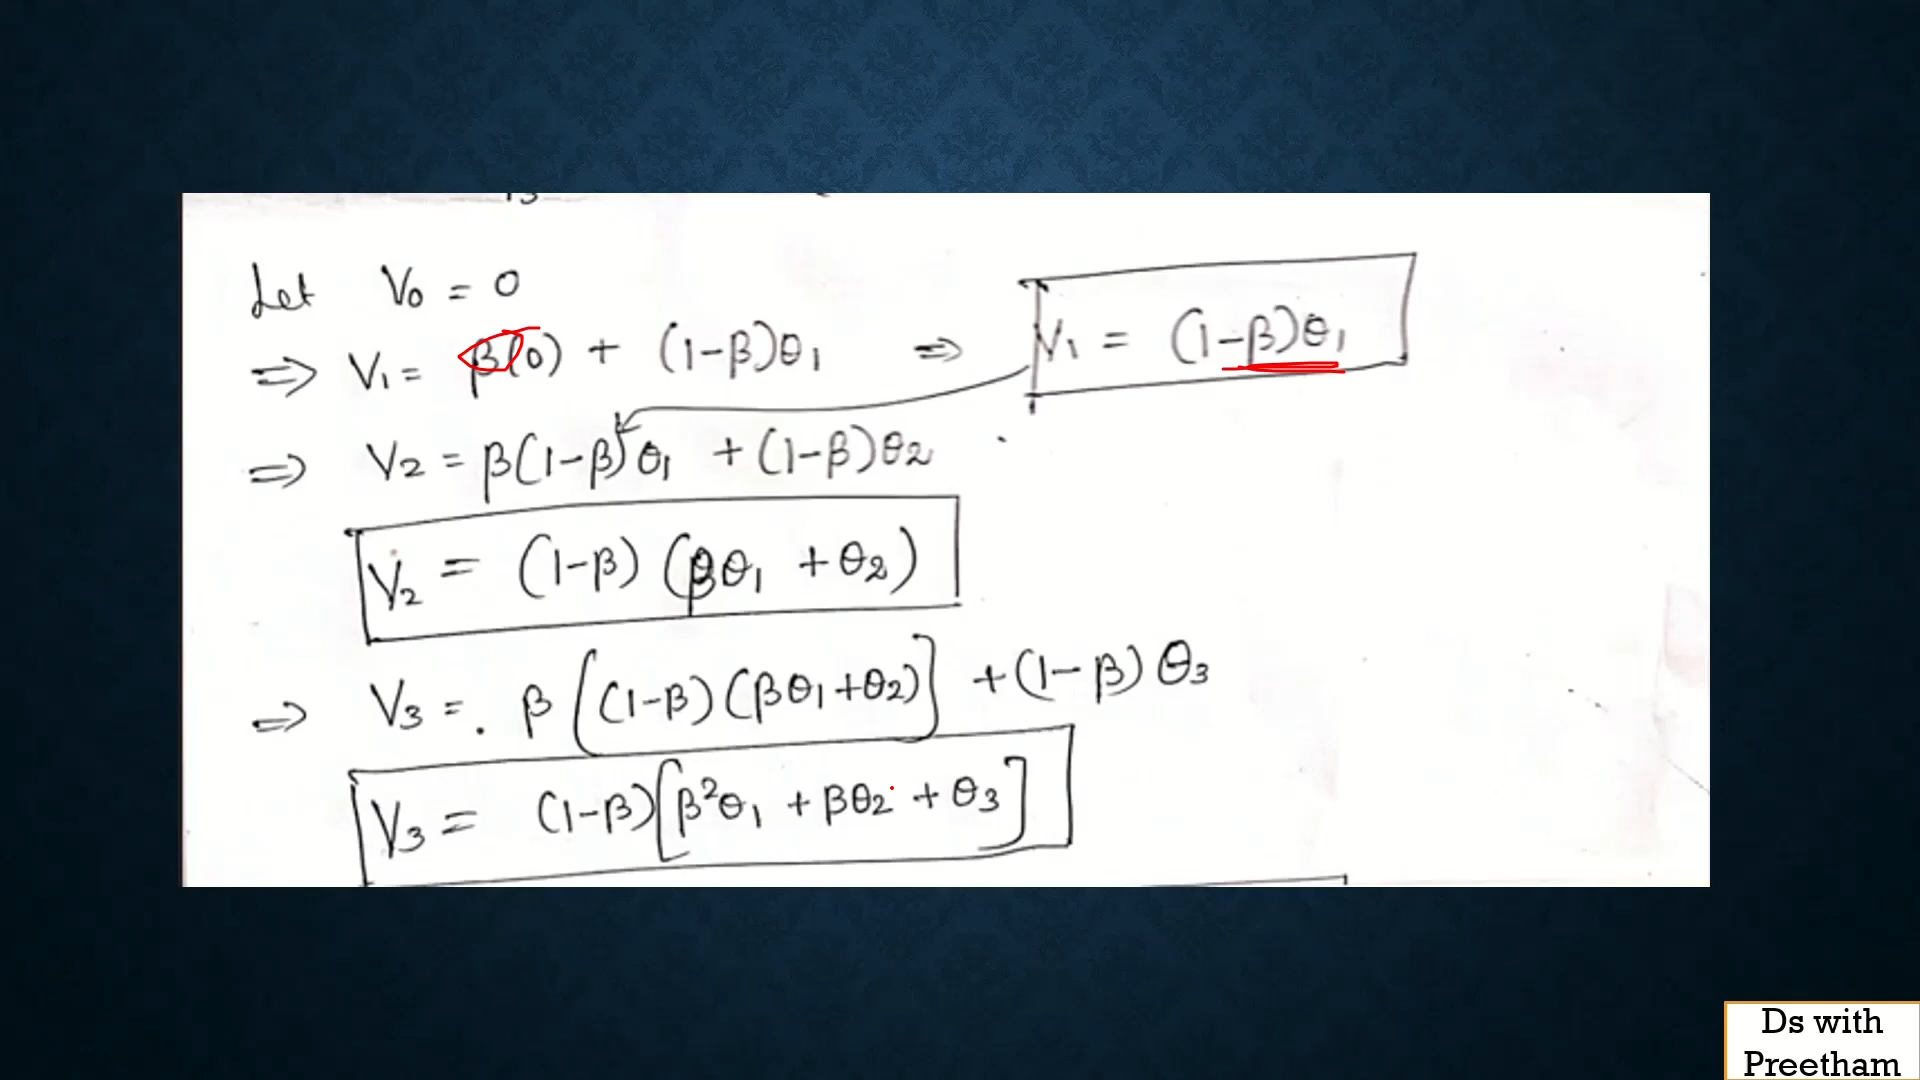 Let V₀ = 0
⇒ V₁ = β(0) + (1-β)θ₁ ⇒ V₁ = (1-β)θ₁
⇒ V₂ = β(1-β)θ₁ + (1-β)θ₂
V₂ = (1-β) (βθ₁ + θ₂)
⇒ V₃ = β [(1-β)(βθ₁+θ₂)] + (1-β) θ₃
V₃ = (1-β)[β²θ₁ + βθ₂ + θ₃]
Ds with
Preetham